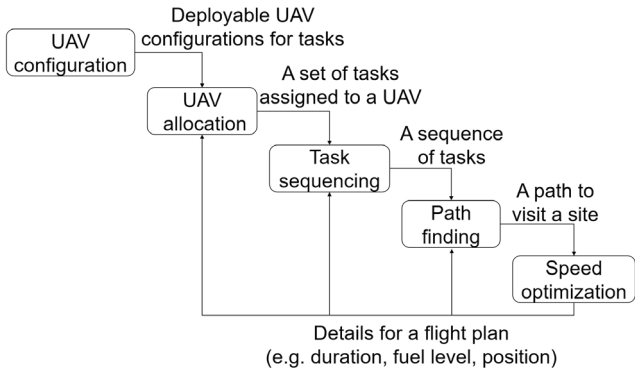 Deployable UAV
configurations for tasks
UAV
configuration
A set of tasks
assigned to a UAV
UAV
allocation
A sequence
of tasks
Task
sequencing
A path to
visit a site
Path
finding
Speed
optimization
Details for a flight plan
(e.g. duration, fuel level, position)